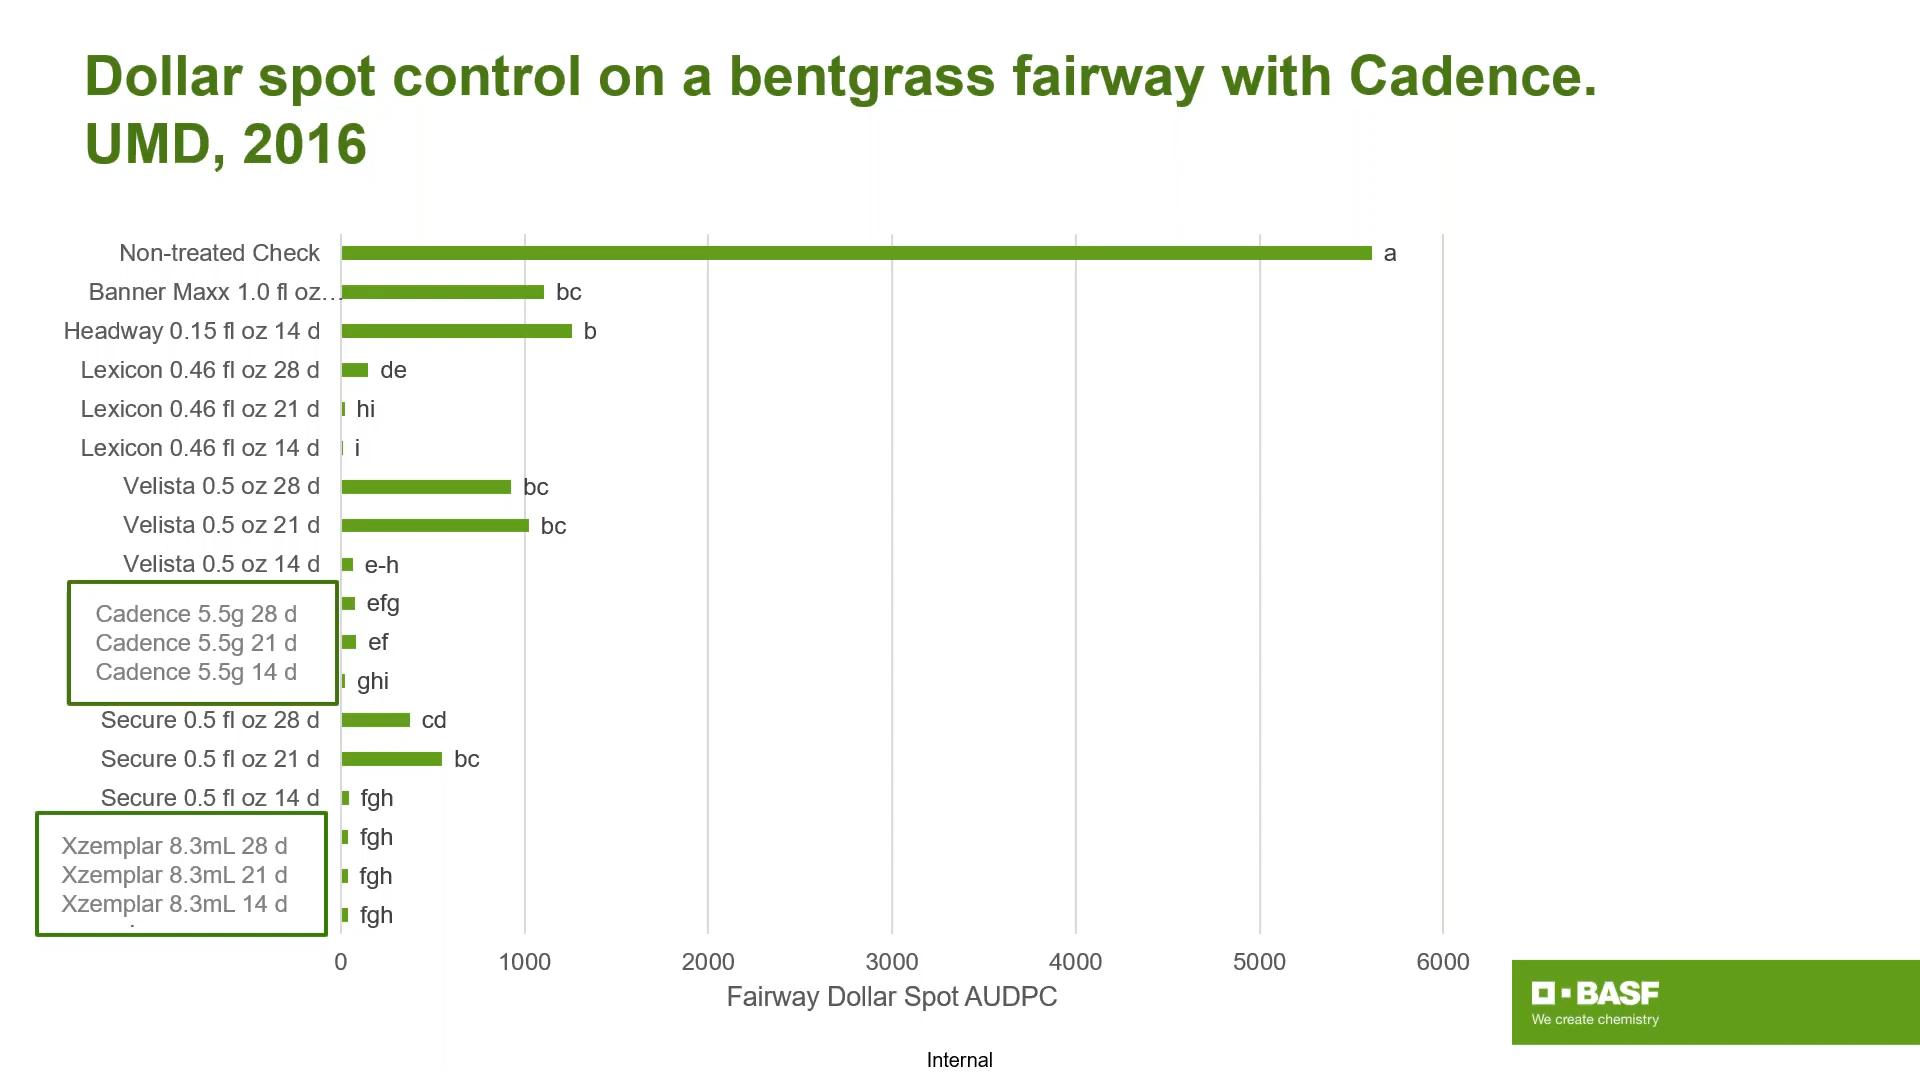 Dollar spot control on a bentgrass fairway with Cadence.
UMD, 2016
Non-treated Check a
Banner Maxx 1.0 fl oz… bc
Headway 0.15 fl oz 14 d b
Lexicon 0.46 fl oz 28 d de
Lexicon 0.46 fl oz 21 d hi
Lexicon 0.46 fl oz 14 d i
Velista 0.5 oz 28 d bc
Velista 0.5 oz 21 d bc
Velista 0.5 oz 14 d e-h
Cadence 5.5g 28 d efg
Cadence 5.5g 21 d ef
Cadence 5.5g 14 d ghi
Secure 0.5 fl oz 28 d cd
Secure 0.5 fl oz 21 d bc
Secure 0.5 fl oz 14 d fgh
Xzemplar 8.3mL 28 d fgh
Xzemplar 8.3mL 21 d fgh
Xzemplar 8.3mL 14 d fgh
0 1000 2000 3000 4000 5000 6000
Fairway Dollar Spot AUDPC
BASF
We create chemistry
Internal